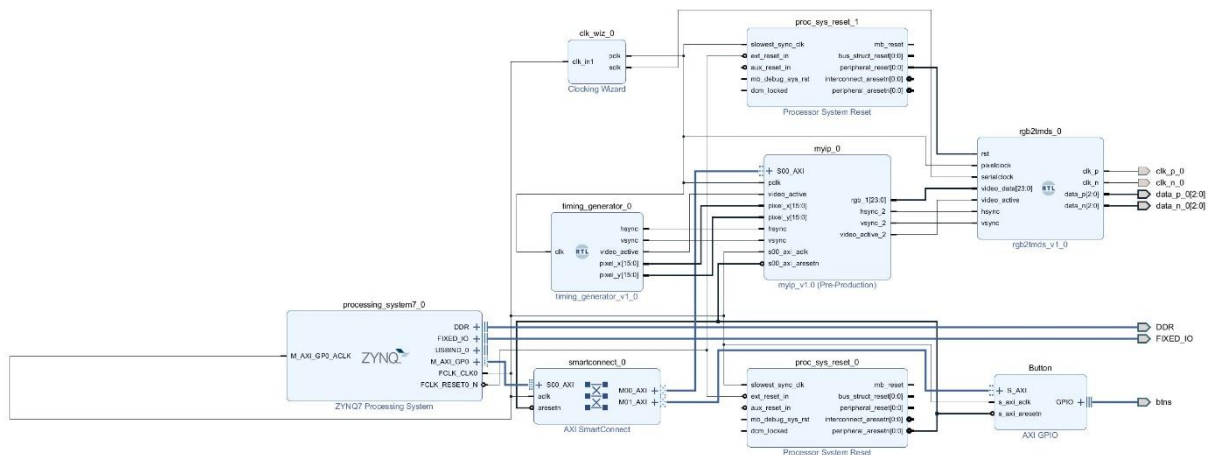 clk_wiz_0
clk_in1
pclk
sclk
Clocking Wizard
proc_sys_reset_1
slowest_sync_clk
ext_reset_in
aux_reset_in
mb_debug_sys_rst
dcm_locked
mb_reset
bus_struct_reset[0:0]
peripheral_reset[0:0]
interconnect_aresetn[0:0]
peripheral_aresetn[0:0]
Processor System Reset
rgb2tmds_0
rst
pixelclock
serialclock
video_data[23:0]
video_active
hsync
vsync
RTL
clk_p
clk_n
data_p[2:0]
data_n[2:0]
rgb2tmds_v1_0
clk_p_0
clk_n_0
data_p_0[2:0]
data_n_0[2:0]
myip_0
S00_AXI
pclk
video_active
pixel_x[15:0]
pixel_y[15:0]
hsync
vsync
s00_axi_aclk
s00_axi_aresetn
rgb_1[23:0]
hsync_2
vsync_2
video_active_2
myip_v1.0 (Pre-Production)
timing_generator_0
clk
RTL
hsync
vsync
video_active
pixel_x[15:0]
pixel_y[15:0]
timing_generator_v1_0
processing_system7_0
M_AXI_GP0_ACLK
ZYNQ
DDR
FIXED_IO
USBIND_0
M_AXI_GP0
FCLK_CLK0
FCLK_RESET0_N
ZYNQ7 Processing System
DDR
FIXED_IO
smartconnect_0
S00_AXI
aclk
aresetn
M00_AXI
M01_AXI
AXI SmartConnect
proc_sys_reset_0
slowest_sync_clk
ext_reset_in
aux_reset_in
mb_debug_sys_rst
dcm_locked
mb_reset
bus_struct_reset[0:0]
peripheral_reset[0:0]
interconnect_aresetn[0:0]
peripheral_aresetn[0:0]
Processor System Reset
Button
S_AXI
s_axi_aclk
s_axi_aresetn
GPIO
AXI GPIO
btns